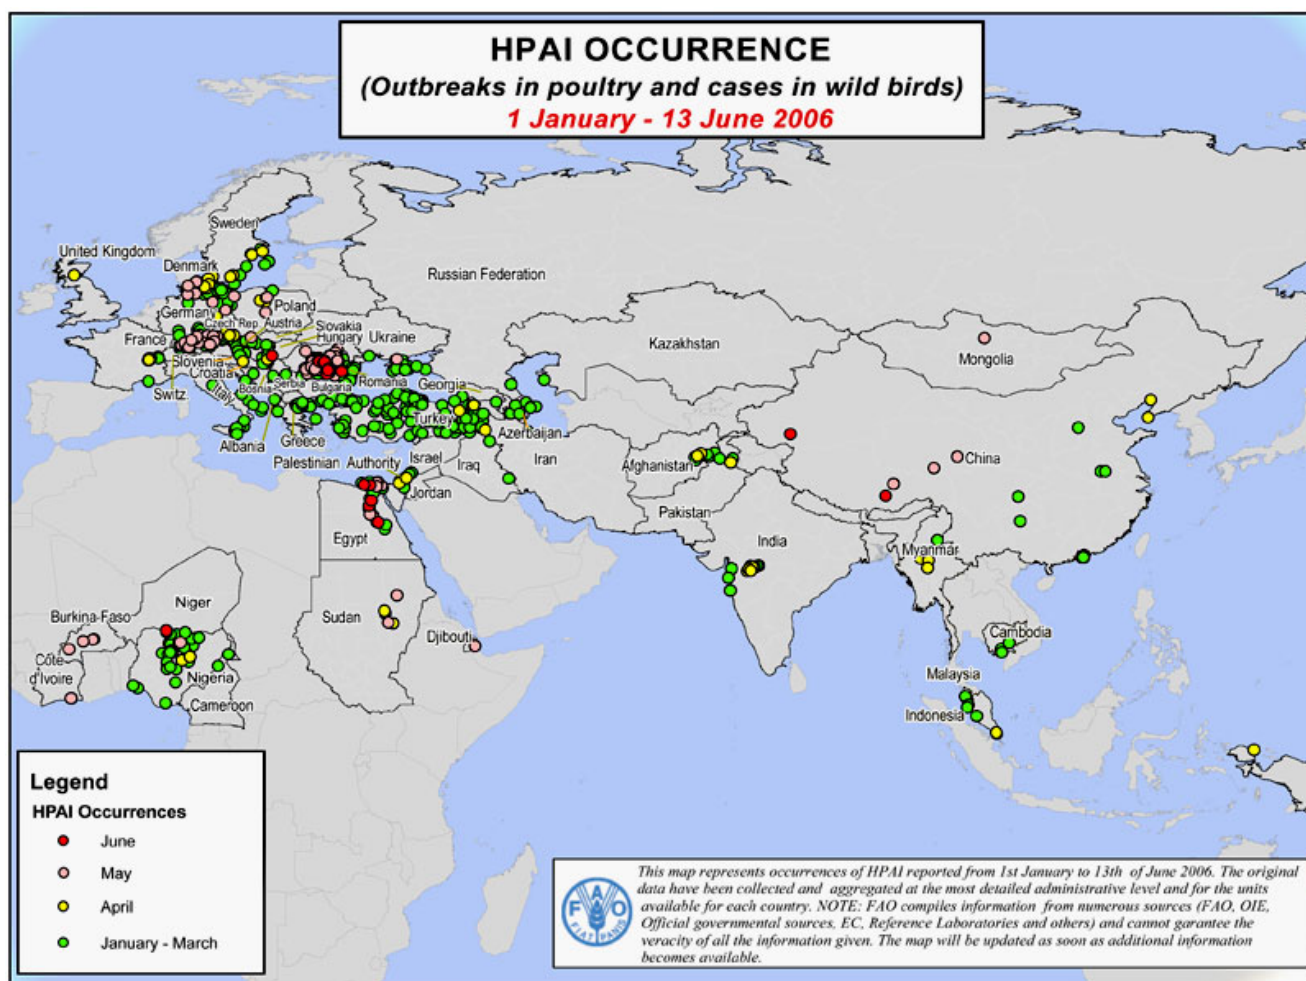 HPAI OCCURRENCE
(Outbreaks in poultry and cases in wild birds)
1 January - 13 June 2006
Sweden
United Kingdom
Denmark
Russian Federation
Poland
Germany
Czech Rep.
Austria
Slovakia
France
Hungary
Ukraine
Kazakhstan
Mongolia
Slovenia
Croatia
Bosnia
Serbia
Bulgaria
Romania
Georgia
Switz
Italy
Turkey
Albania
Greece
Azerbaijan
Palestinian Authority
Israel
Iraq
Iran
Afghanistan
China
Jordan
Pakistan
Egypt
India
Myanmar
Niger
Burkina-Faso
Sudan
Djibouti
Cambodia
Côte
d'Ivoire
Nigeria
Malaysia
Cameroon
Indonesia
Legend
HPAI Occurrences
June
May
April
January - March
F A O
FIAT PANIS
This map represents occurrences of HPAI reported from 1st January to 13th of June 2006. The original
data have been collected and aggregated at the most detailed administrative level and for the units
available for each country. NOTE: FAO compiles information from numerous sources (FAO, OIE,
Official governmental sources, EC, Reference Laboratories and others) and cannot garantee the
veracity of all the information given. The map will be updated as soon as additional information
becomes available.